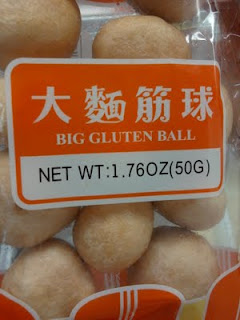 大麵筋球
BIG GLUTEN BALL
NET WT:1.76OZ(50G)